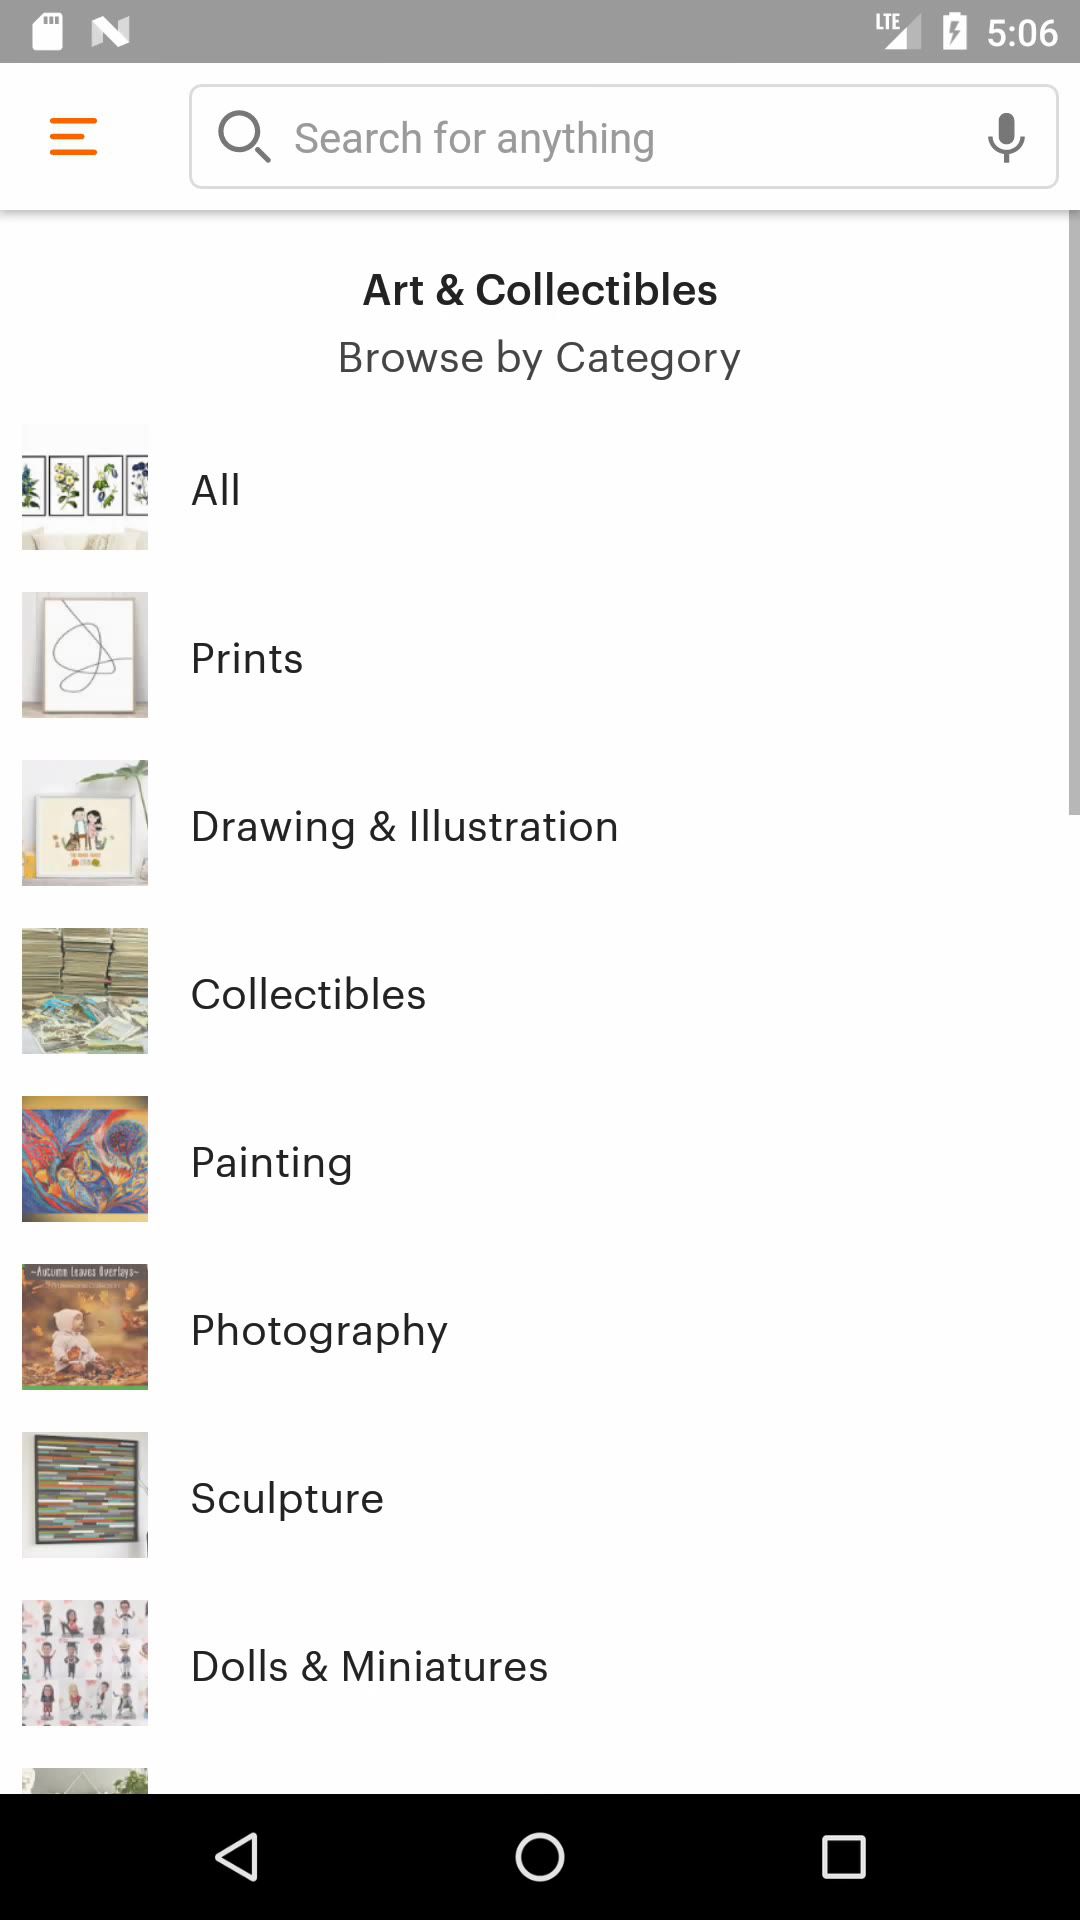 LTE 5:06
Search for anything
Art & Collectibles
Browse by Category
All
Prints
Drawing & Illustration
Collectibles
Painting
~Autumn Leaves Overlays~
Photography
Sculpture
Dolls & Miniatures